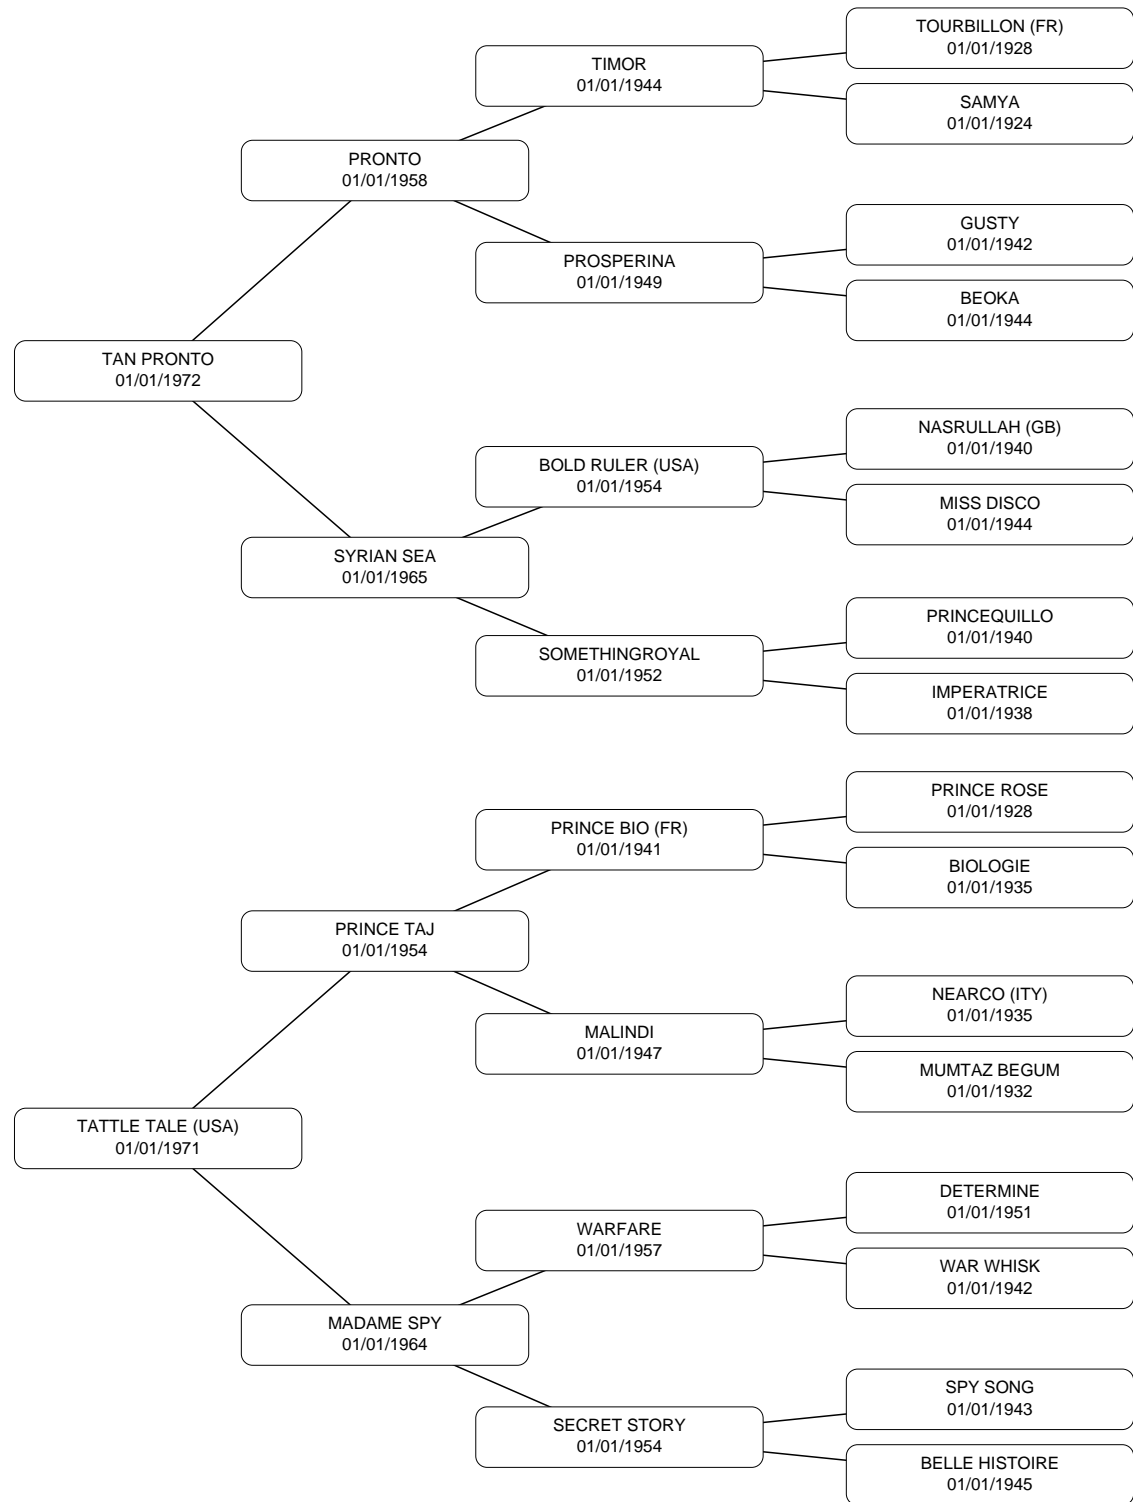 TOURBILLON (FR)
01/01/1928
TIMOR
01/01/1944
SAMYA
01/01/1924
PRONTO
01/01/1958
GUSTY
01/01/1942
PROSPERINA
01/01/1949
BEOKA
01/01/1944
TAN PRONTO
01/01/1972
NASRULLAH (GB)
01/01/1940
BOLD RULER (USA)
01/01/1954
MISS DISCO
01/01/1944
SYRIAN SEA
01/01/1965
PRINCEQUILLO
01/01/1940
SOMETHINGROYAL
01/01/1952
IMPERATRICE
01/01/1938
PRINCE ROSE
01/01/1928
PRINCE BIO (FR)
01/01/1941
BIOLOGIE
01/01/1935
PRINCE TAJ
01/01/1954
NEARCO (ITY)
01/01/1935
MALINDI
01/01/1947
MUMTAZ BEGUM
01/01/1932
TATTLE TALE (USA)
01/01/1971
DETERMINE
01/01/1951
WARFARE
01/01/1957
WAR WHISK
01/01/1942
MADAME SPY
01/01/1964
SPY SONG
01/01/1943
SECRET STORY
01/01/1954
BELLE HISTOIRE
01/01/1945